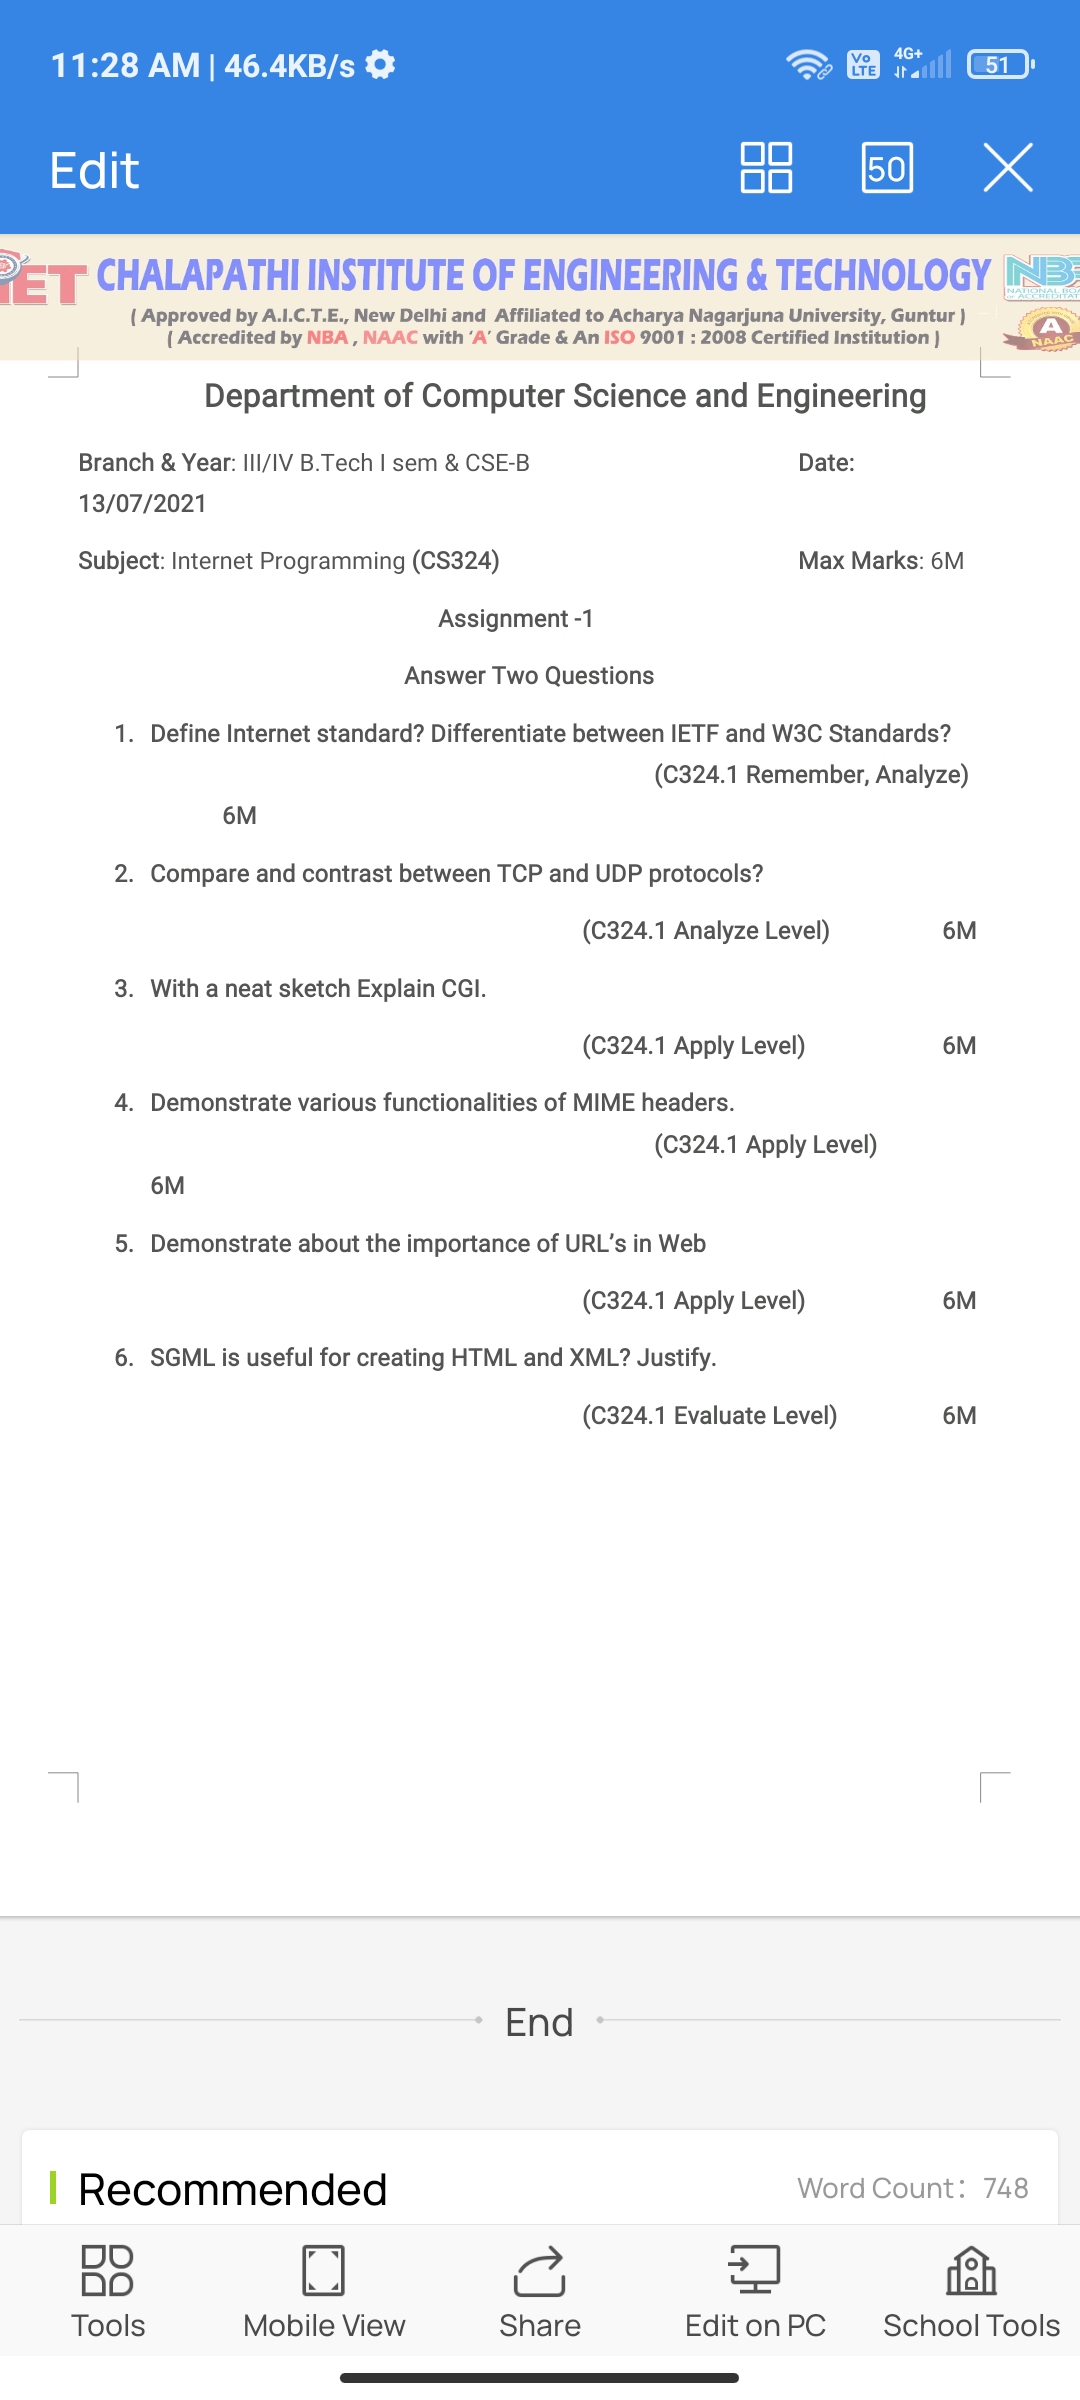 11:28 AM | 46.4KB/s
Vo LTE 4G+ 51
Edit
50
ET CHALAPATHI INSTITUTE OF ENGINEERING & TECHNOLOGY
( Approved by A.I.C.T.E., New Delhi and Affiliated to Acharya Nagarjuna University, Guntur )
( Accredited by NBA , NAAC with 'A' Grade & An ISO 9001 : 2008 Certified Institution )
NATIONAL
A
NAAC
Department of Computer Science and Engineering
Branch & Year: III/IV B.Tech I sem & CSE-B Date:
13/07/2021
Subject: Internet Programming (CS324) Max Marks: 6M
Assignment -1
Answer Two Questions
1. Define Internet standard? Differentiate between IETF and W3C Standards?
(C324.1 Remember, Analyze)
6M
2. Compare and contrast between TCP and UDP protocols?
(C324.1 Analyze Level) 6M
3. With a neat sketch Explain CGI.
(C324.1 Apply Level) 6M
4. Demonstrate various functionalities of MIME headers.
(C324.1 Apply Level)
6M
5. Demonstrate about the importance of URL's in Web
(C324.1 Apply Level) 6M
6. SGML is useful for creating HTML and XML? Justify.
(C324.1 Evaluate Level) 6M
End
Recommended Word Count: 748
Tools Mobile View Share Edit on PC School Tools